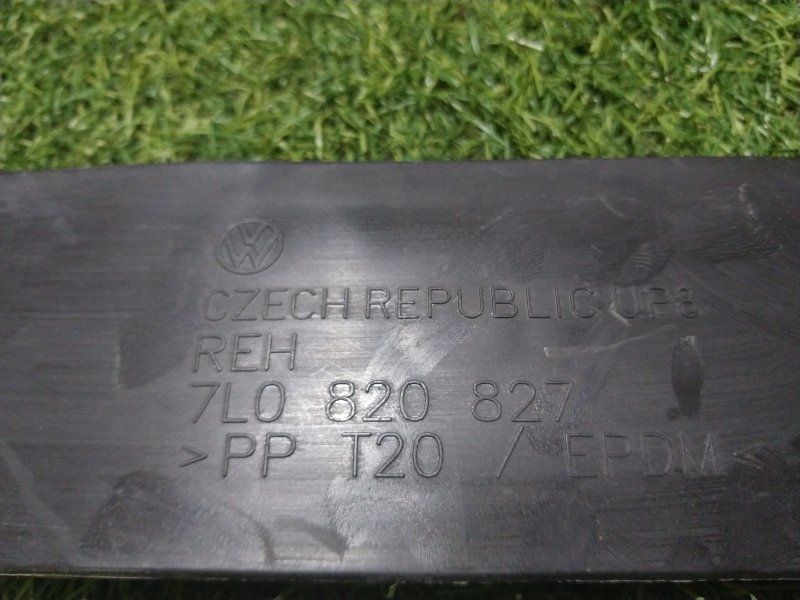 CZECH REPUBLIC UP8
REH
7L0 820 827
>PP T20 / EPDM<